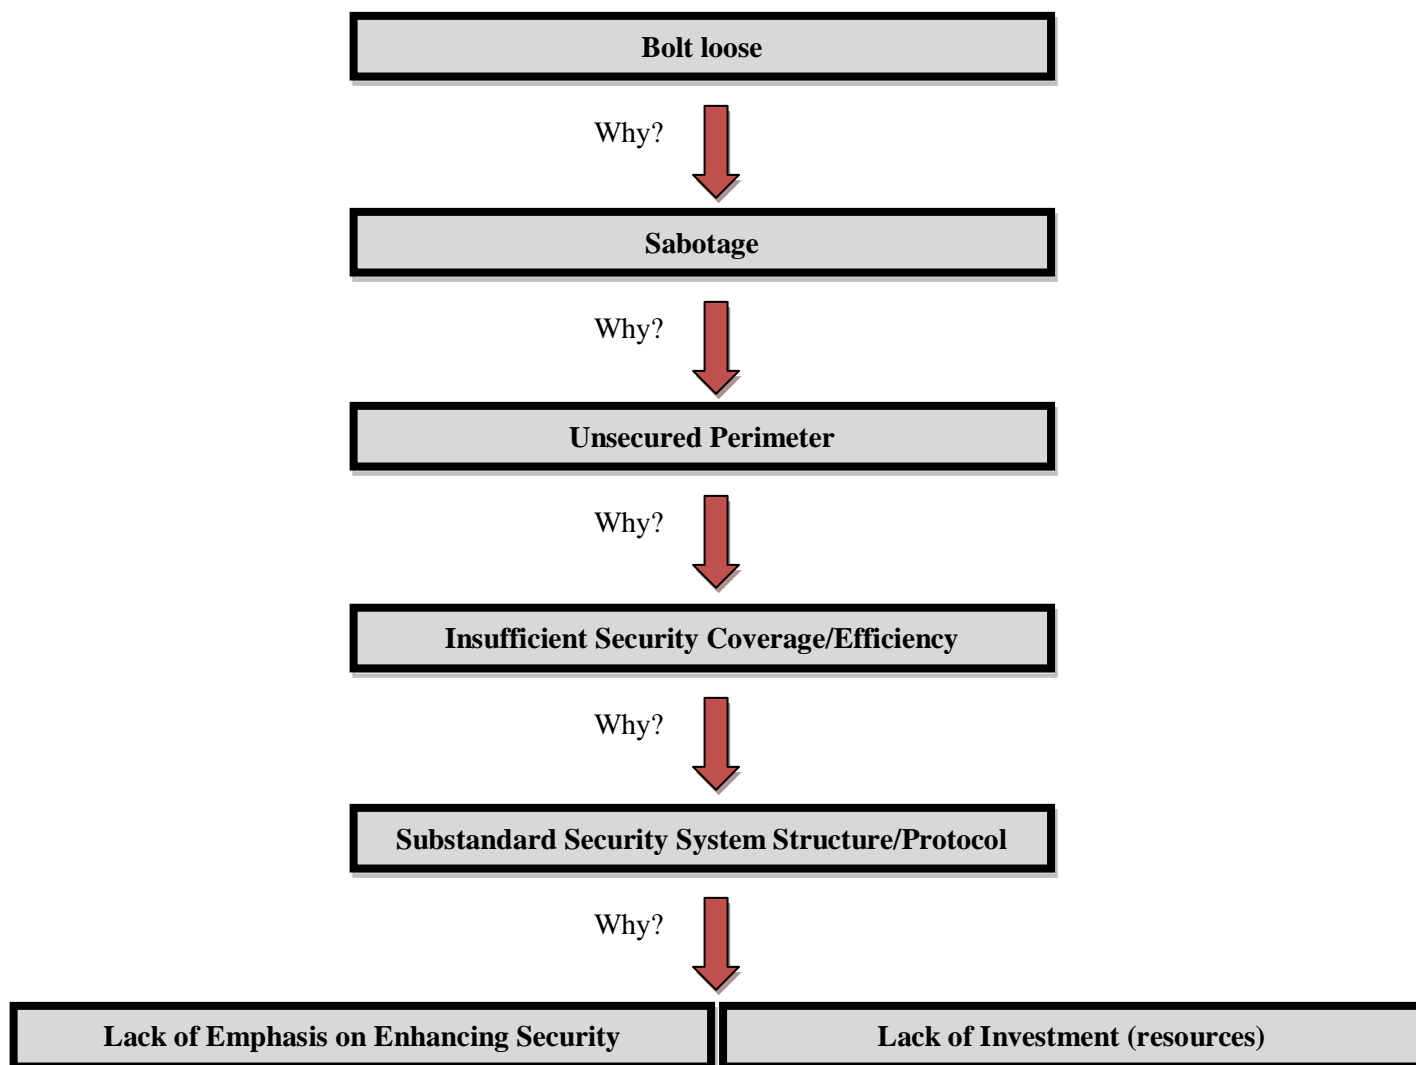 Bolt loose
Why?
Sabotage
Why?
Unsecured Perimeter
Why?
Insufficient Security Coverage/Efficiency
Why?
Substandard Security System Structure/Protocol
Why?
Lack of Emphasis on Enhancing Security
Lack of Investment (resources)